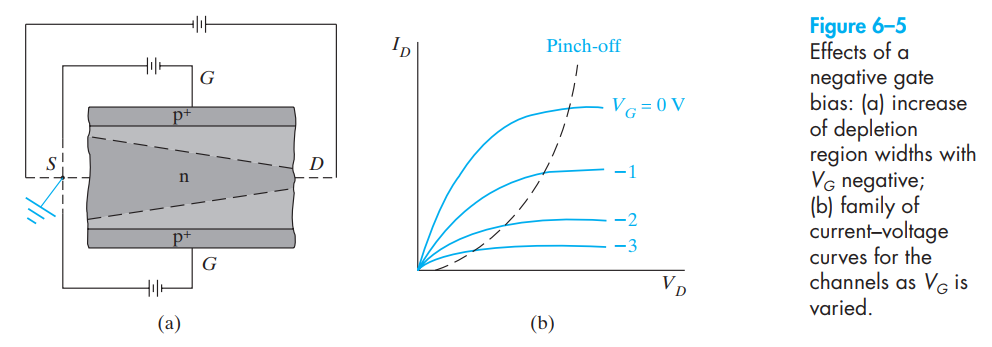 G
p+
S
n
D
p+
G
(a)
I_D
Pinch-off
V_G = 0 V
−1
−2
−3
V_D
(b)
Figure 6–5
Effects of a
negative gate
bias: (a) increase
of depletion
region widths with
V_G negative;
(b) family of
current–voltage
curves for the
channels as V_G is
varied.